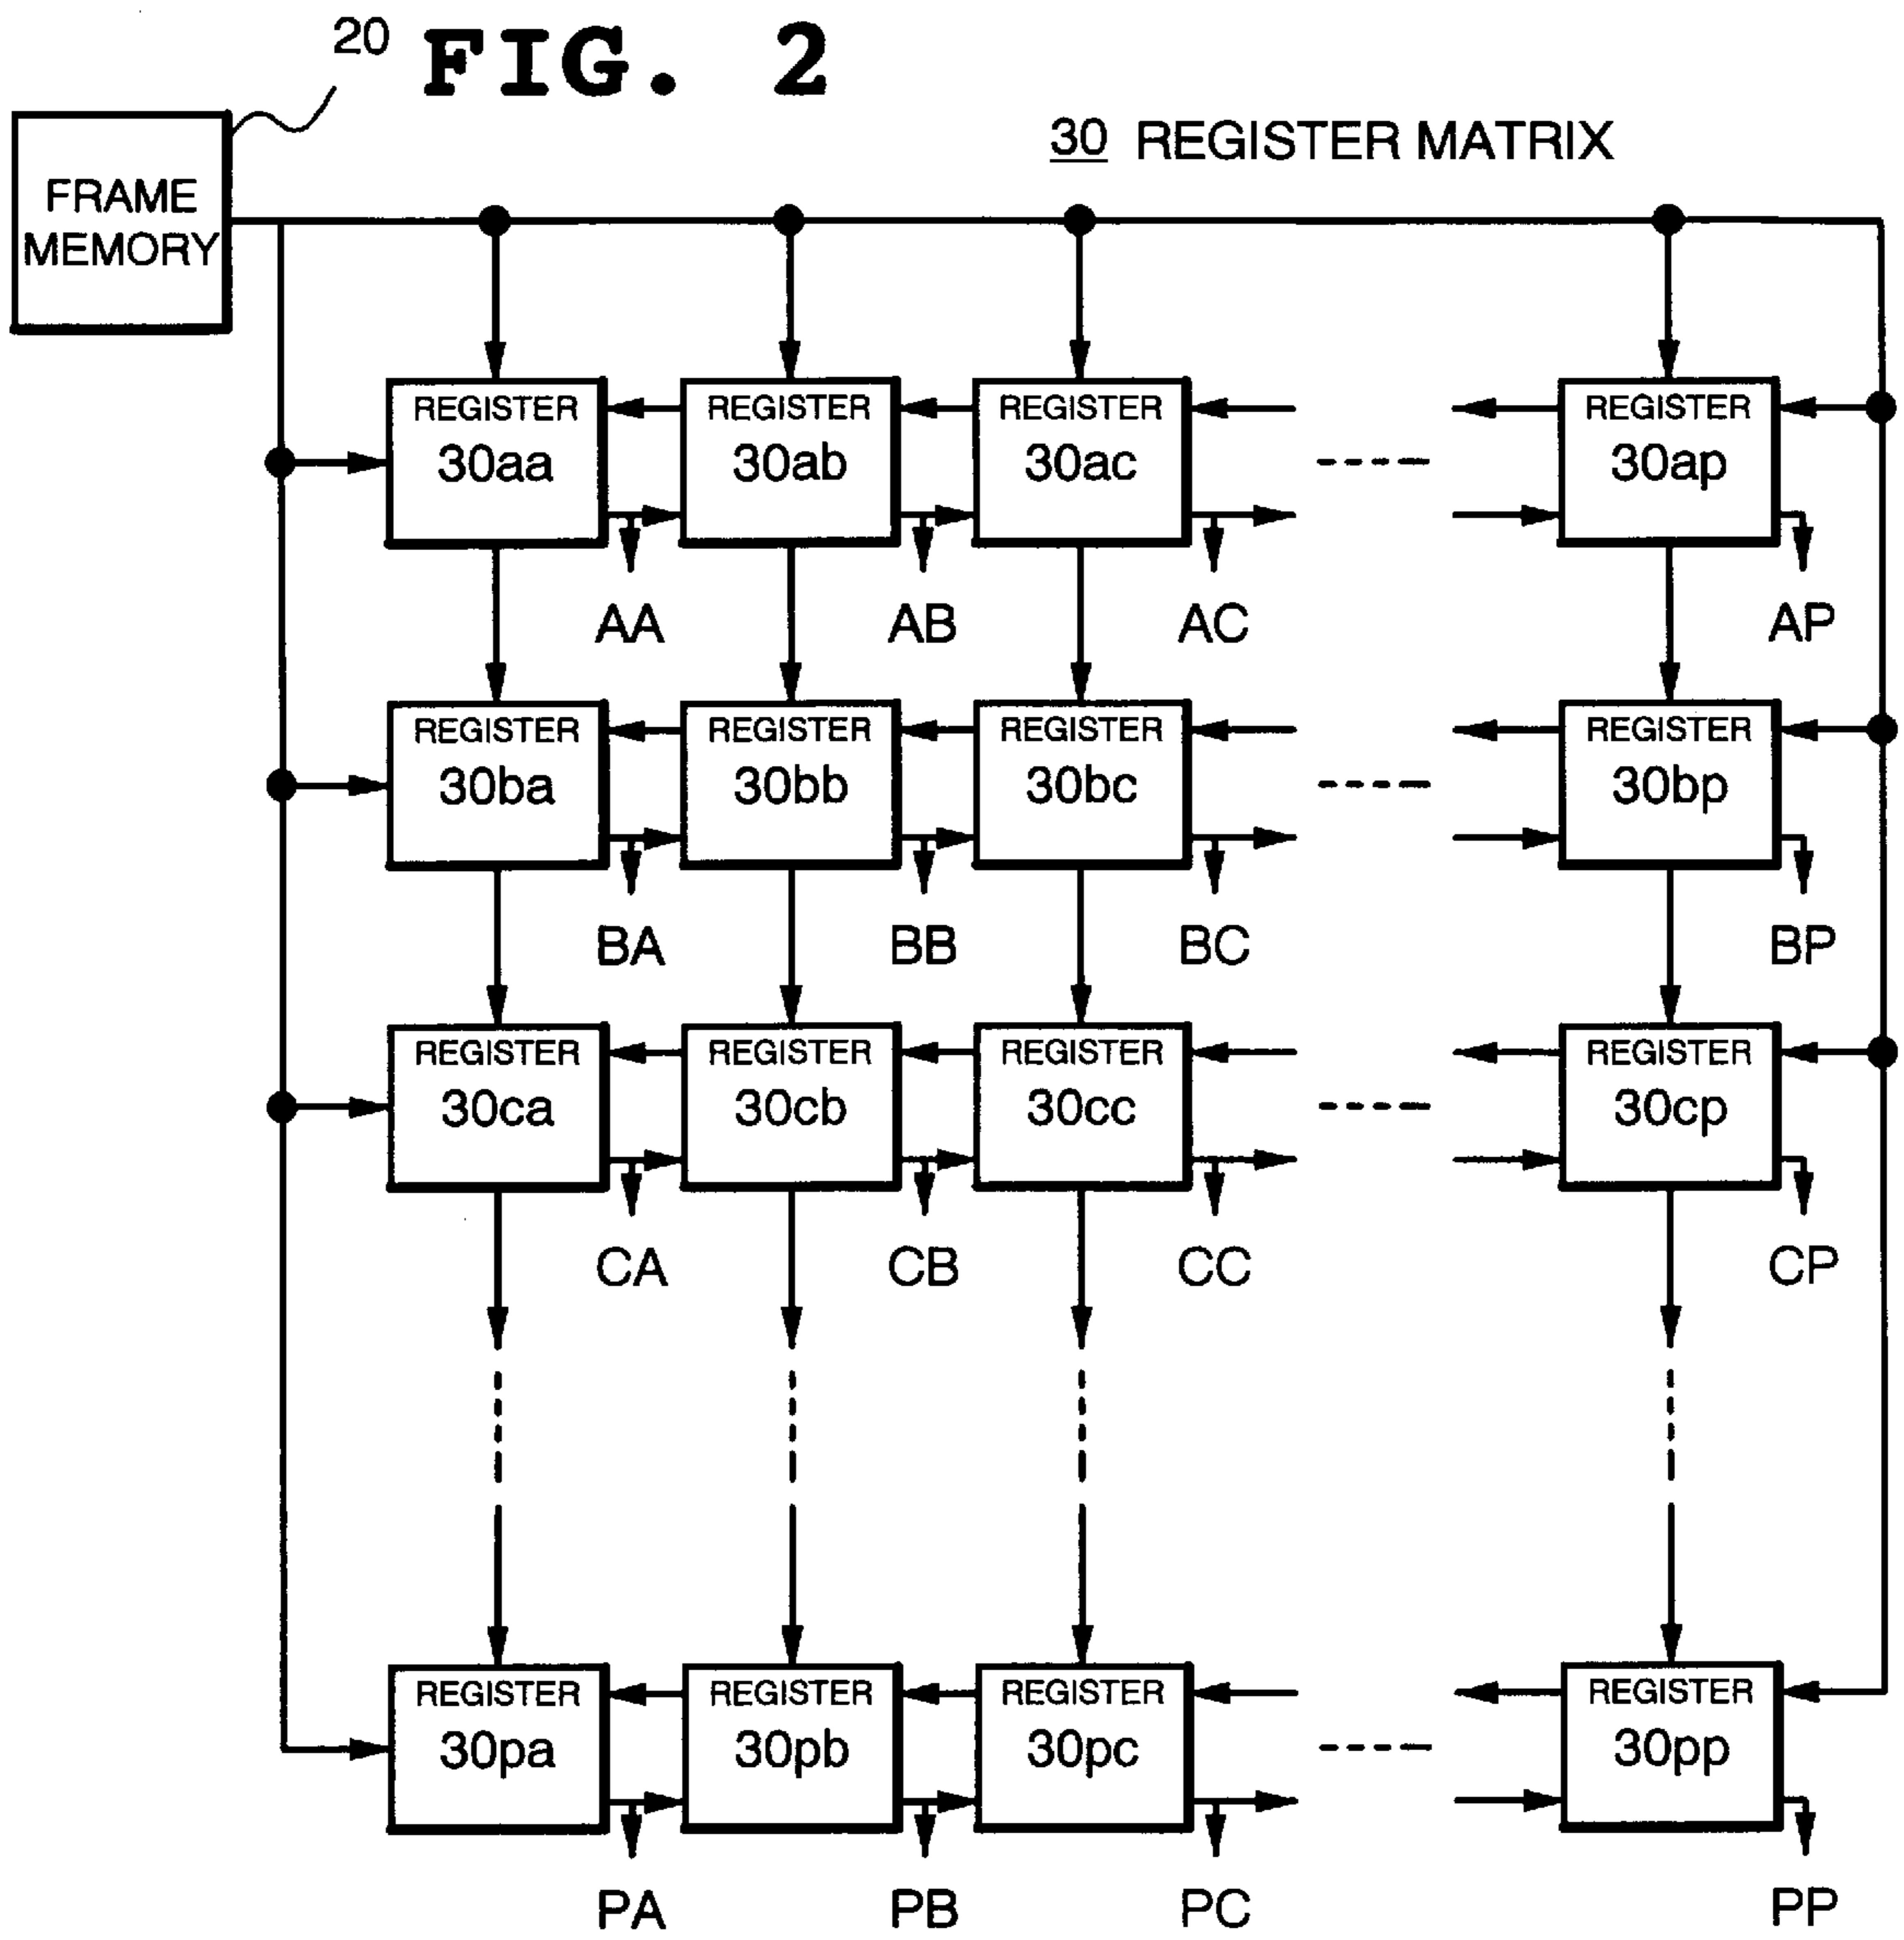 20 FIG. 2
30 REGISTER MATRIX
FRAME
MEMORY
REGISTER REGISTER REGISTER REGISTER
30aa 30ab 30ac 30ap
AA AB AC AP
REGISTER REGISTER REGISTER REGISTER
30ba 30bb 30bc 30bp
BA BB BC BP
REGISTER REGISTER REGISTER REGISTER
30ca 30cb 30cc 30cp
CA CB CC CP
REGISTER REGISTER REGISTER REGISTER
30pa 30pb 30pc 30pp
PA PB PC PP